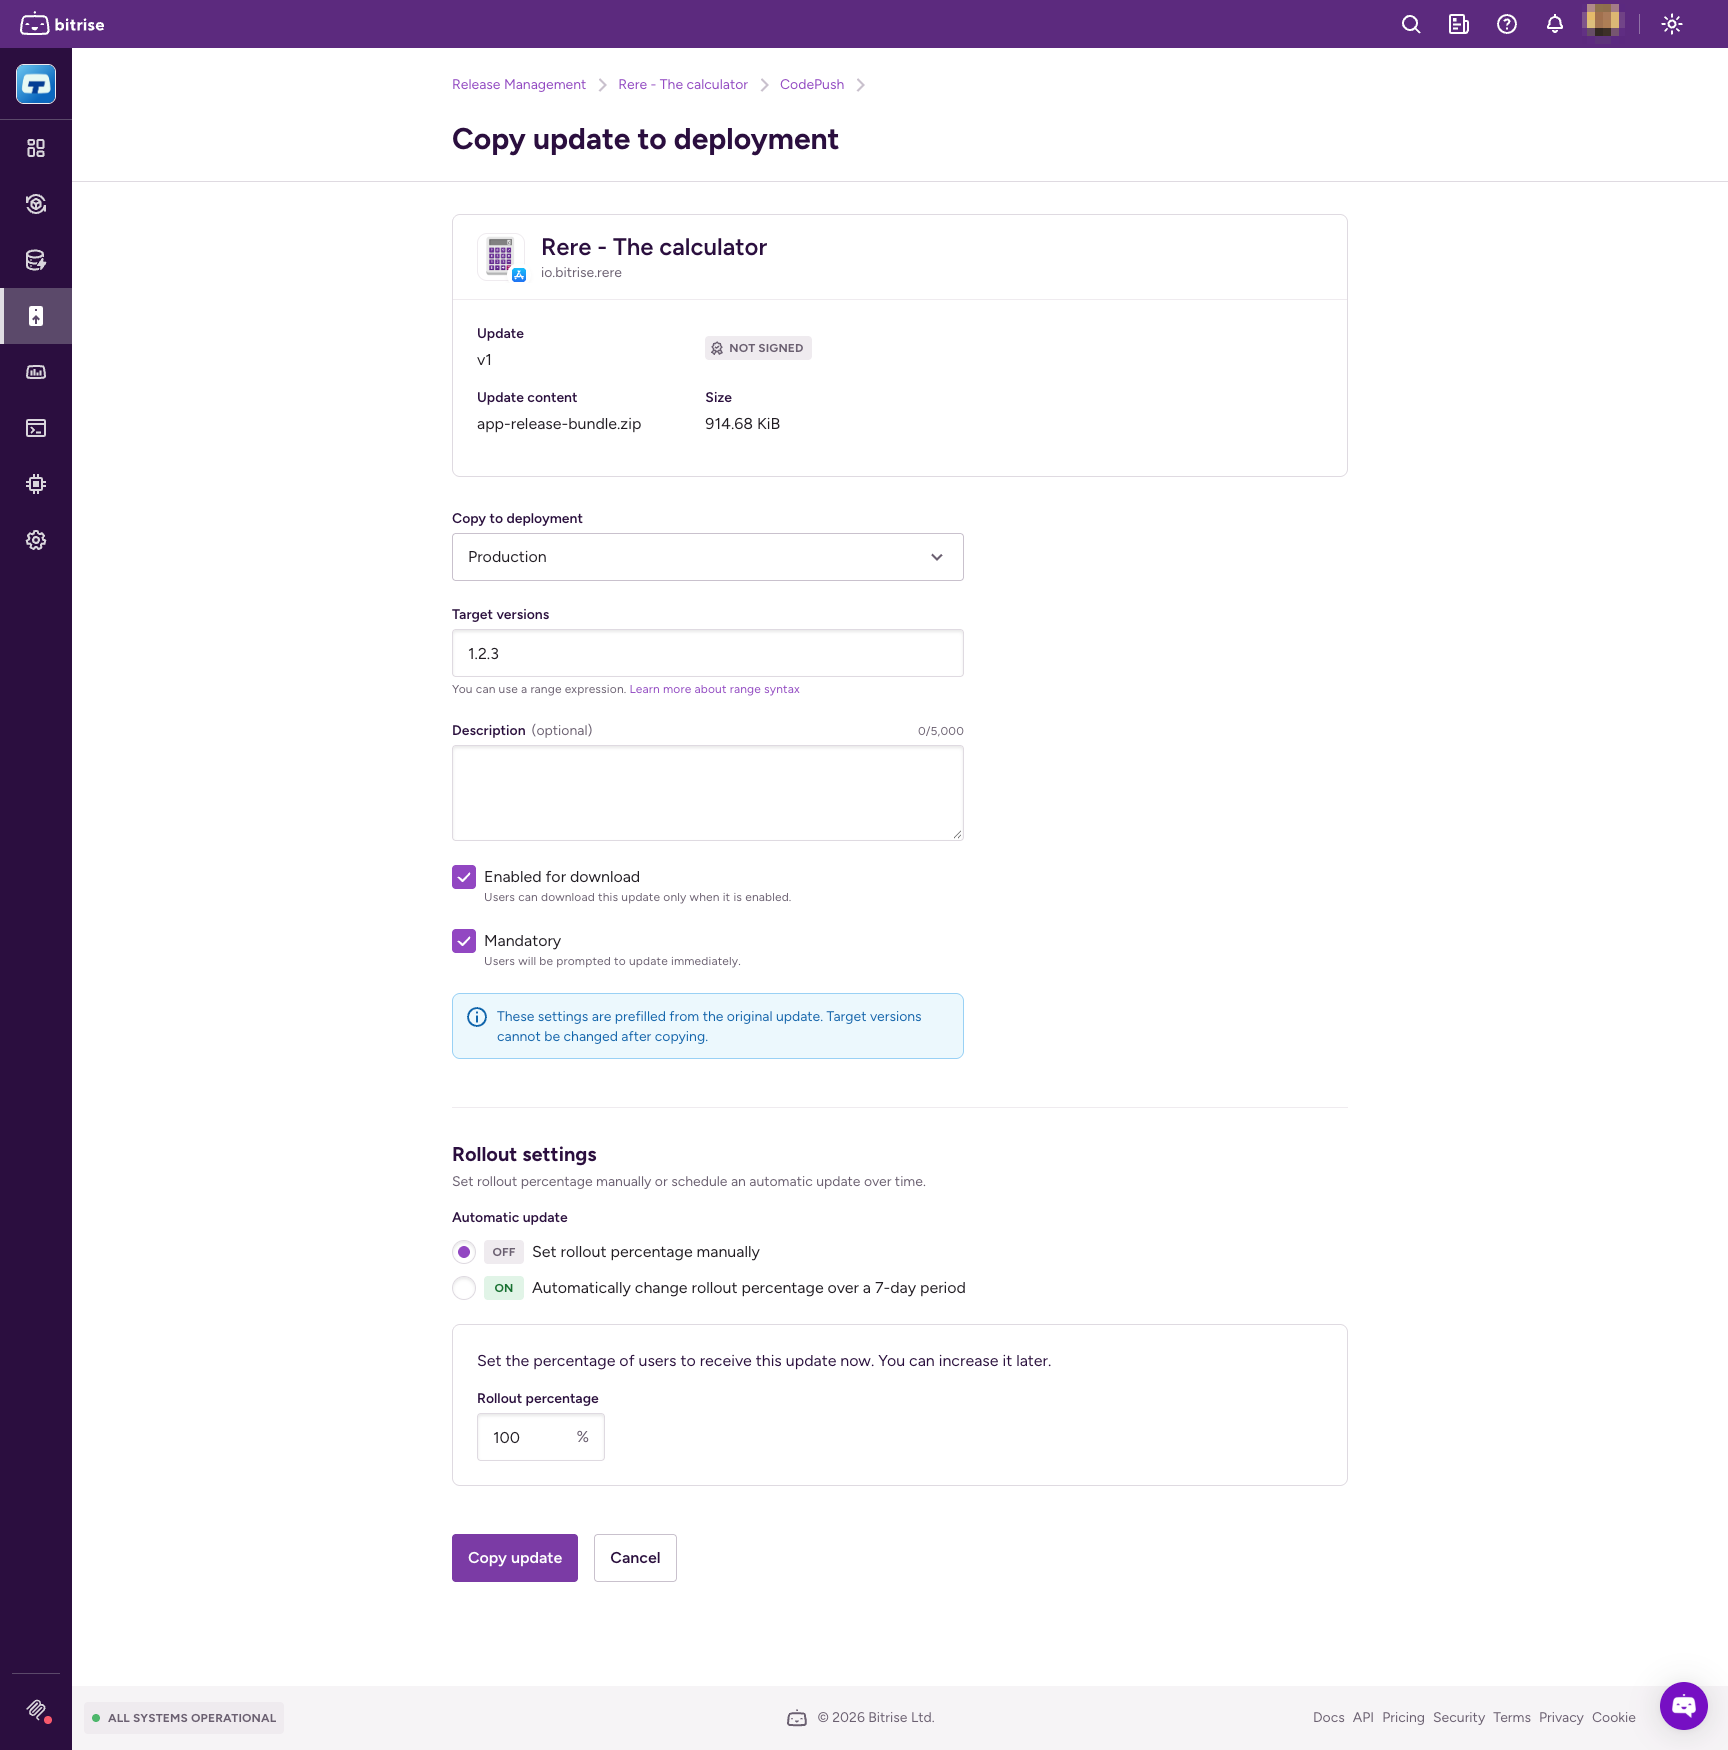 bitrise
Release Management
Rere - The calculator
CodePush
Copy update to deployment
Rere - The calculator
io.bitrise.rere
Update
v1
NOT SIGNED
Update content
app-release-bundle.zip
Size
914.68 KiB
Copy to deployment
Production
Target versions
1.2.3
You can use a range expression. Learn more about range syntax
Description (optional)
0/5,000
Enabled for download
Users can download this update only when it is enabled.
Mandatory
Users will be prompted to update immediately.
These settings are prefilled from the original update. Target versions
cannot be changed after copying.
Rollout settings
Set rollout percentage manually or schedule an automatic update over time.
Automatic update
OFF Set rollout percentage manually
ON Automatically change rollout percentage over a 7-day period
Set the percentage of users to receive this update now. You can increase it later.
Rollout percentage
100 %
Copy update
Cancel
ALL SYSTEMS OPERATIONAL
© 2026 Bitrise Ltd.
Docs API Pricing Security Terms Privacy Cookie